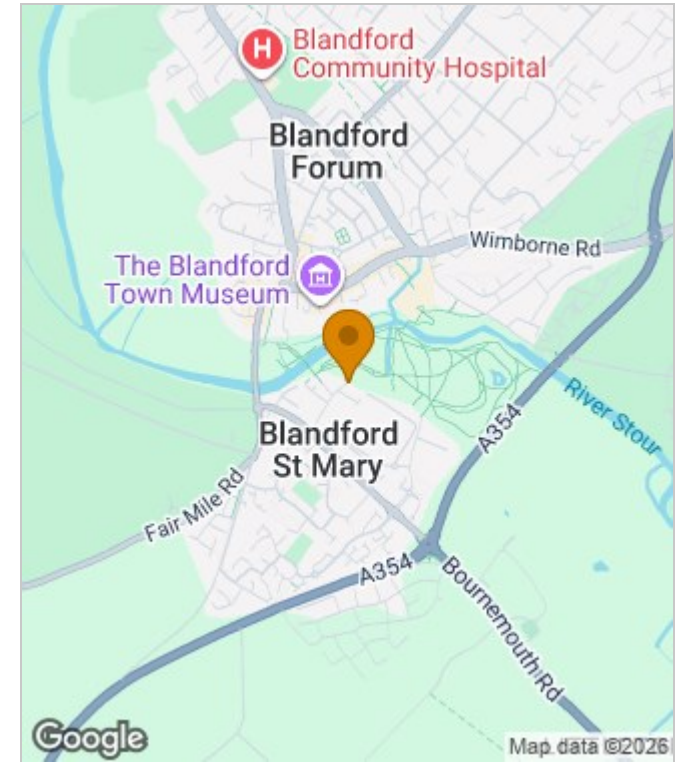 H
Blandford
Community Hospital
Blandford
Forum
Wimborne Rd
The Blandford
Town Museum
River Stour
A354
Blandford
St Mary
Fair Mile Rd
A354
Bournemouth Rd
Google
Map data ©2026